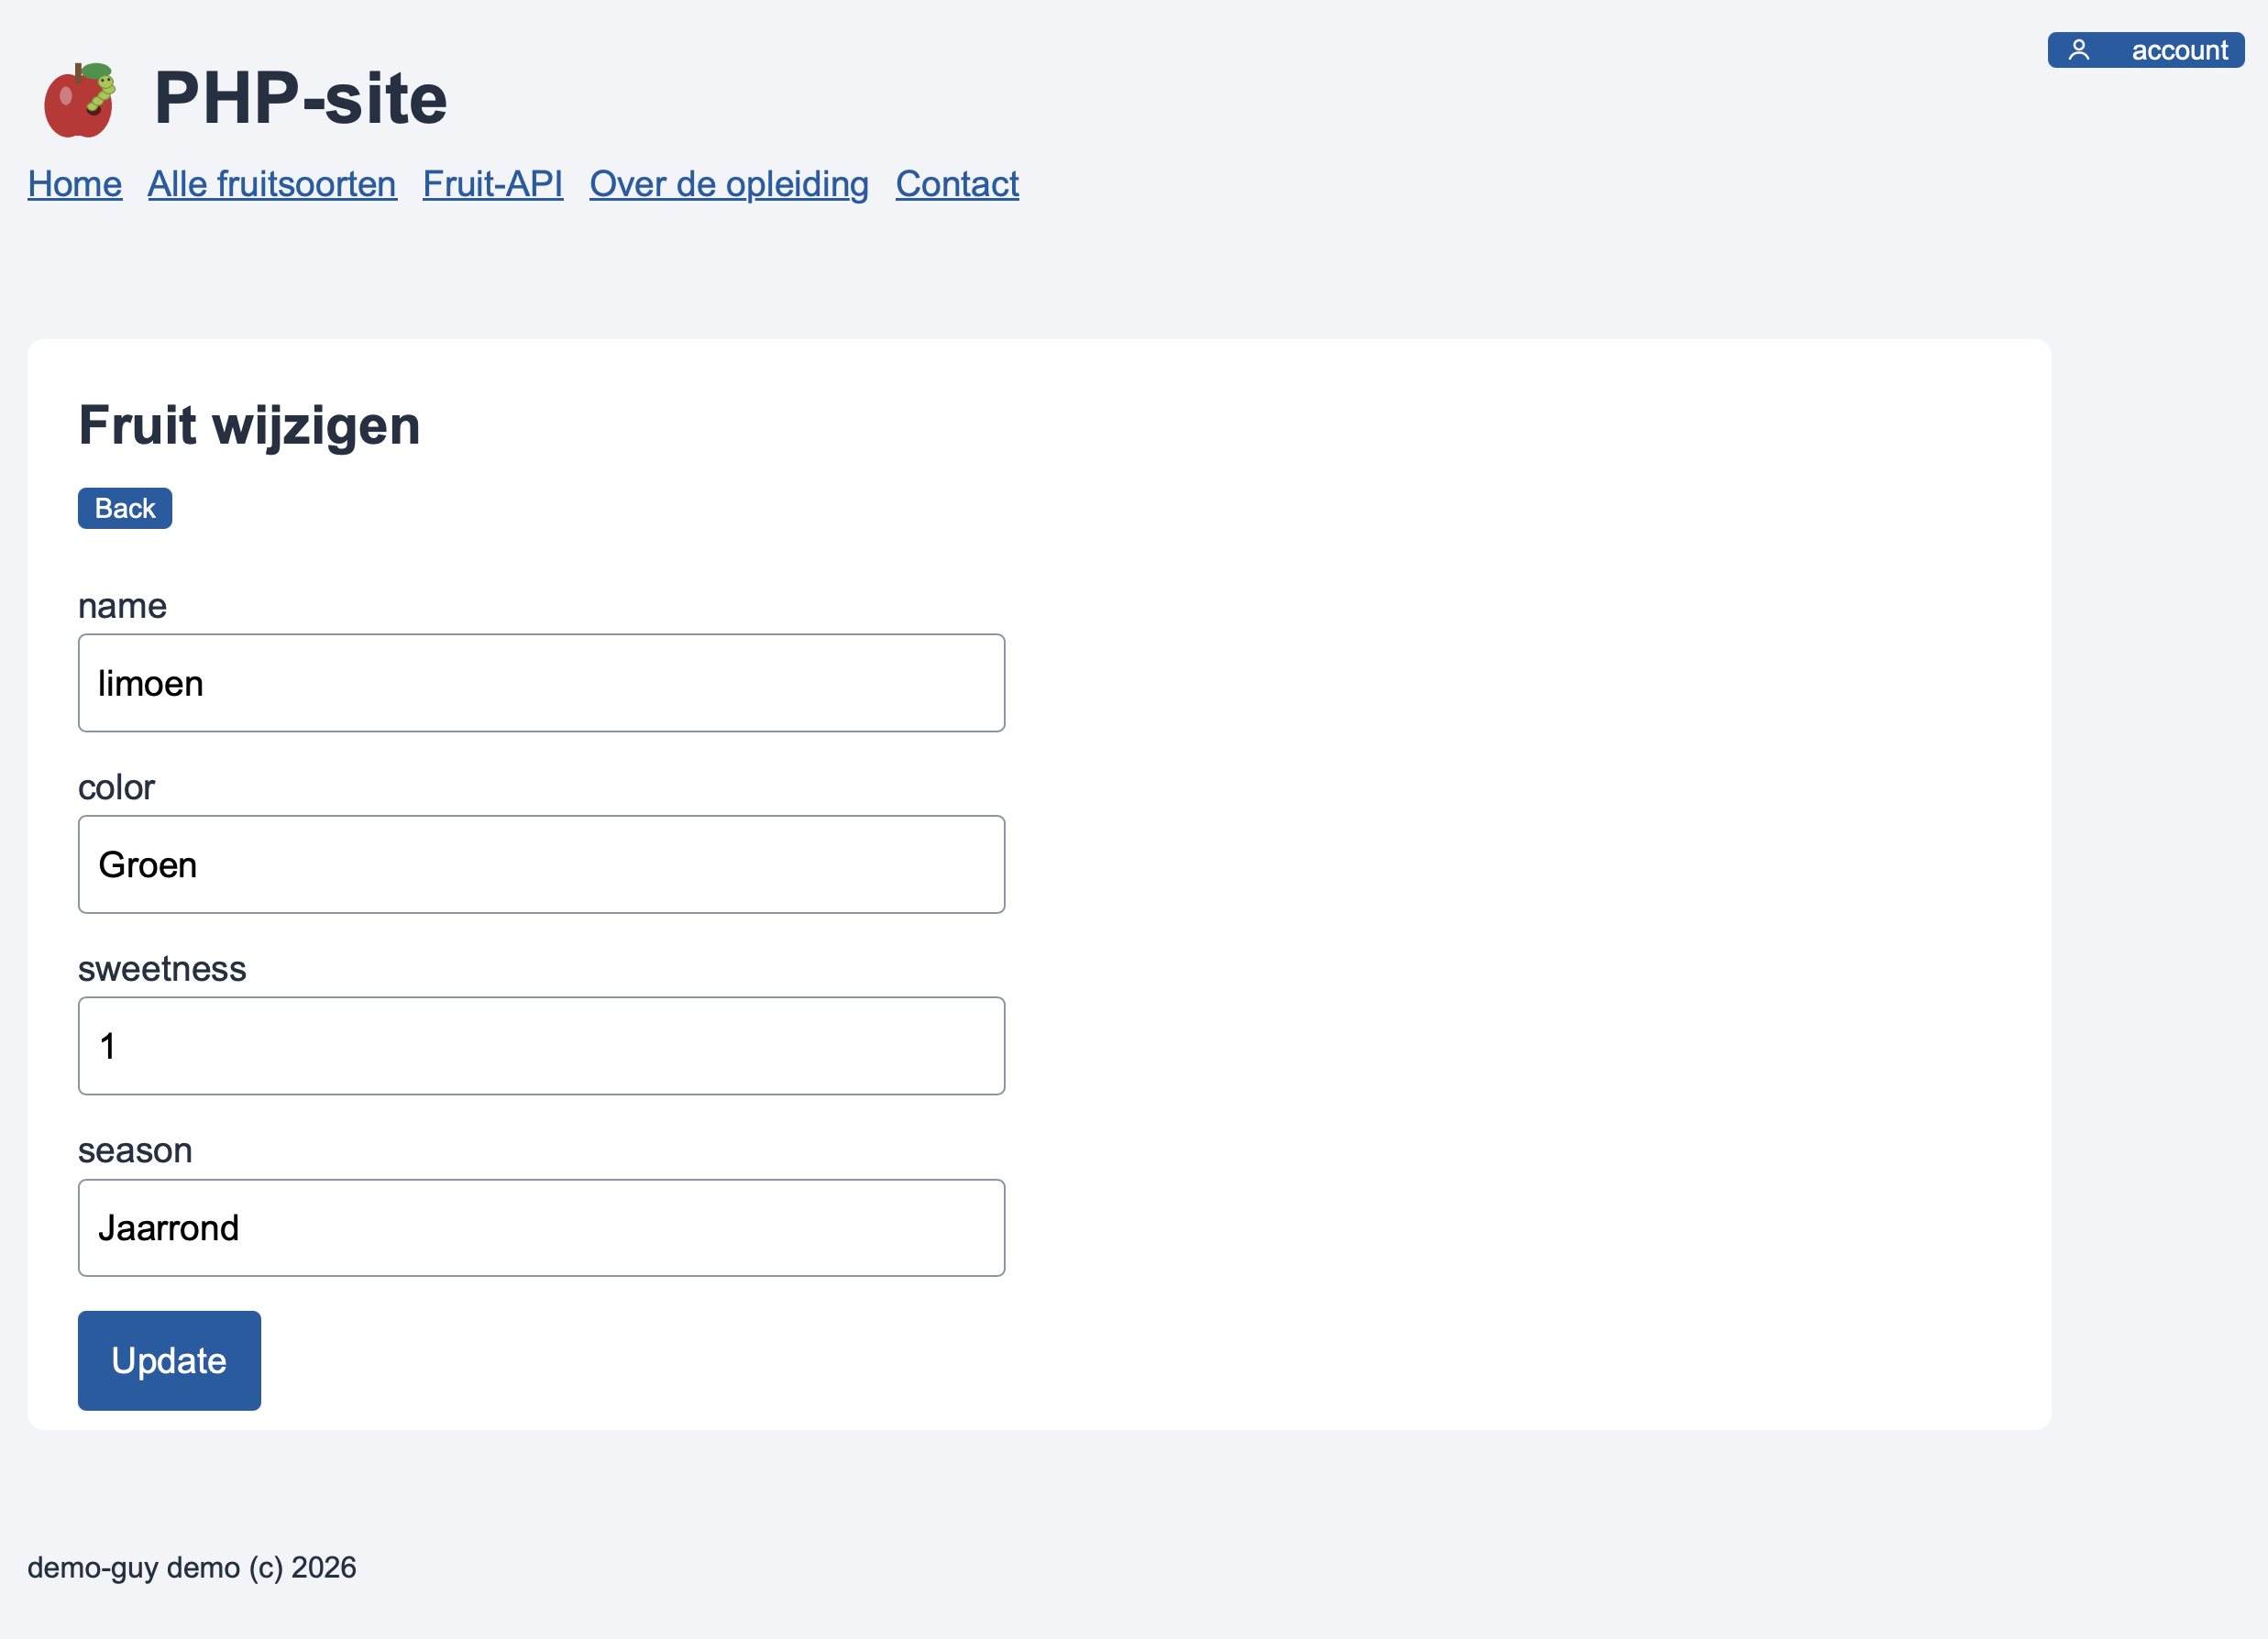 account
PHP-site
Home Alle fruitsoorten Fruit-API Over de opleiding Contact
Fruit wijzigen
Back
name
limoen
color
Groen
sweetness
1
season
Jaarrond
Update
demo-guy demo (c) 2026